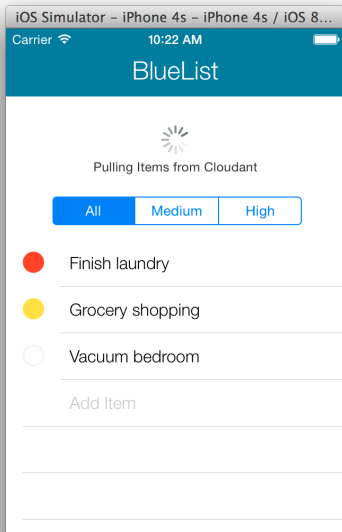 iOS Simulator – iPhone 4s – iPhone 4s / iOS 8...
Carrier 10:22 AM
BlueList
Pulling Items from Cloudant
All Medium High
Finish laundry
Grocery shopping
Vacuum bedroom
Add Item